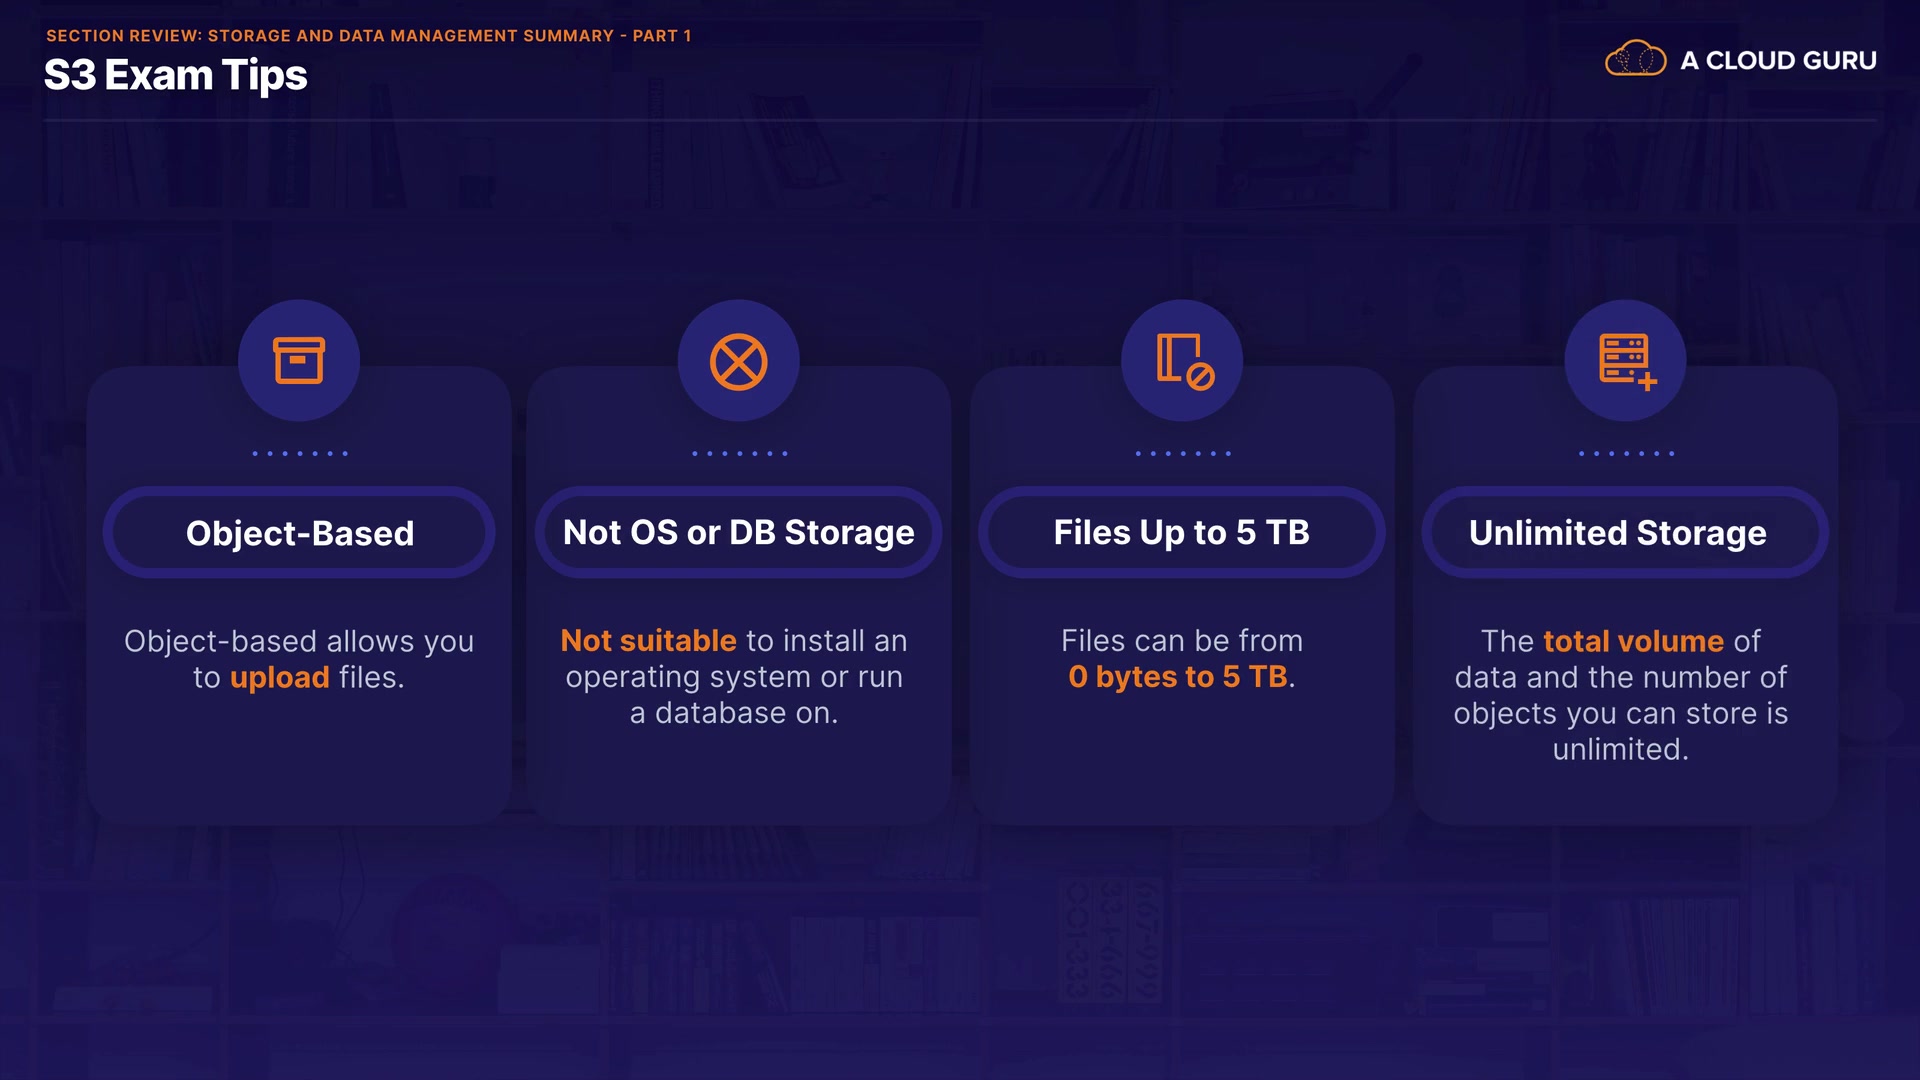 SECTION REVIEW: STORAGE AND DATA MANAGEMENT SUMMARY - PART 1
S3 Exam Tips
A CLOUD GURU
Object-Based
Object-based allows you
to upload files.
Not OS or DB Storage
Not suitable to install an
operating system or run
a database on.
Files Up to 5 TB
Files can be from
0 bytes to 5 TB.
Unlimited Storage
The total volume of
data and the number of
objects you can store is
unlimited.